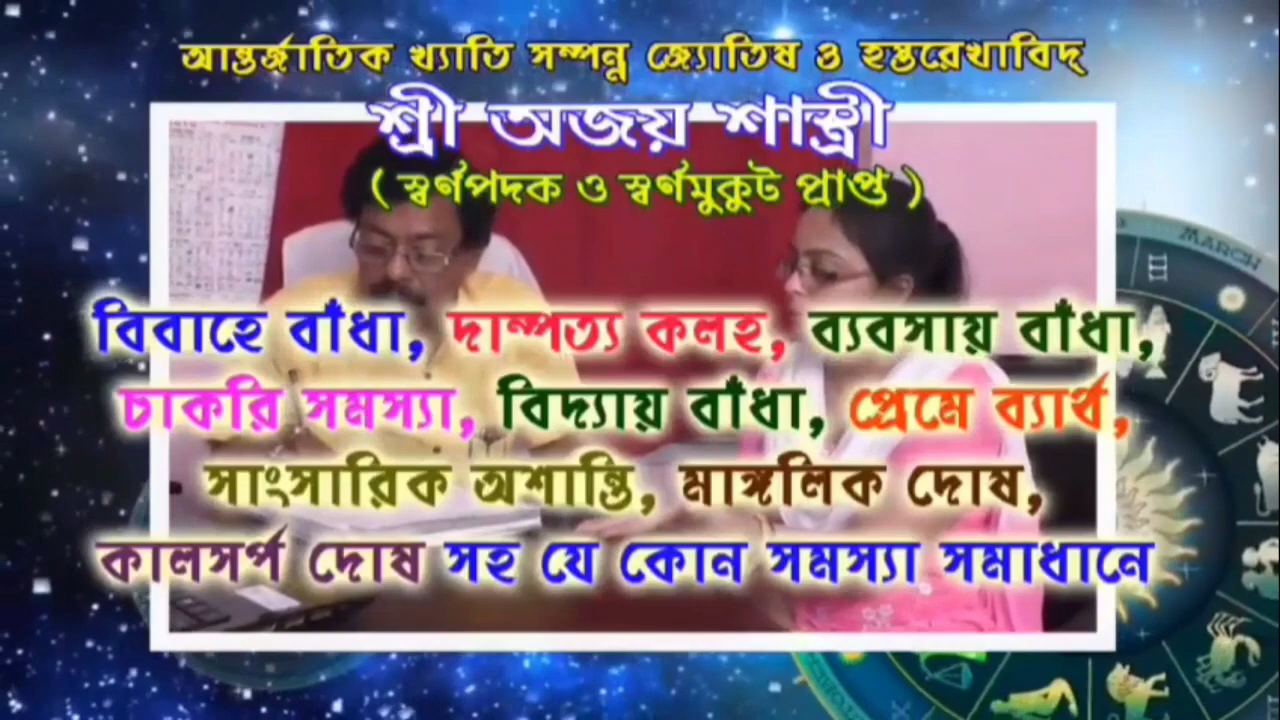 আন্তর্জাতিক খ্যাতি সম্পন্ন জ্যোতিষ ও হস্তরেখাবিদ্
শ্রী অজয় শাস্ত্রী
( স্বর্ণপদক ও স্বর্ণমুকুট প্রাপ্ত )
MARCH
বিবাহে বাঁধা, দাম্পত্য কলহ, ব্যবসায় বাঁধা,
চাকরি সমস্যা, বিদ্যায় বাঁধা, প্রেমে ব্যার্থ,
সাংসারিক অশান্তি, মাঙ্গলিক দোষ,
কালসর্প দোষ সহ যে কোন সমস্যা সমাধানে